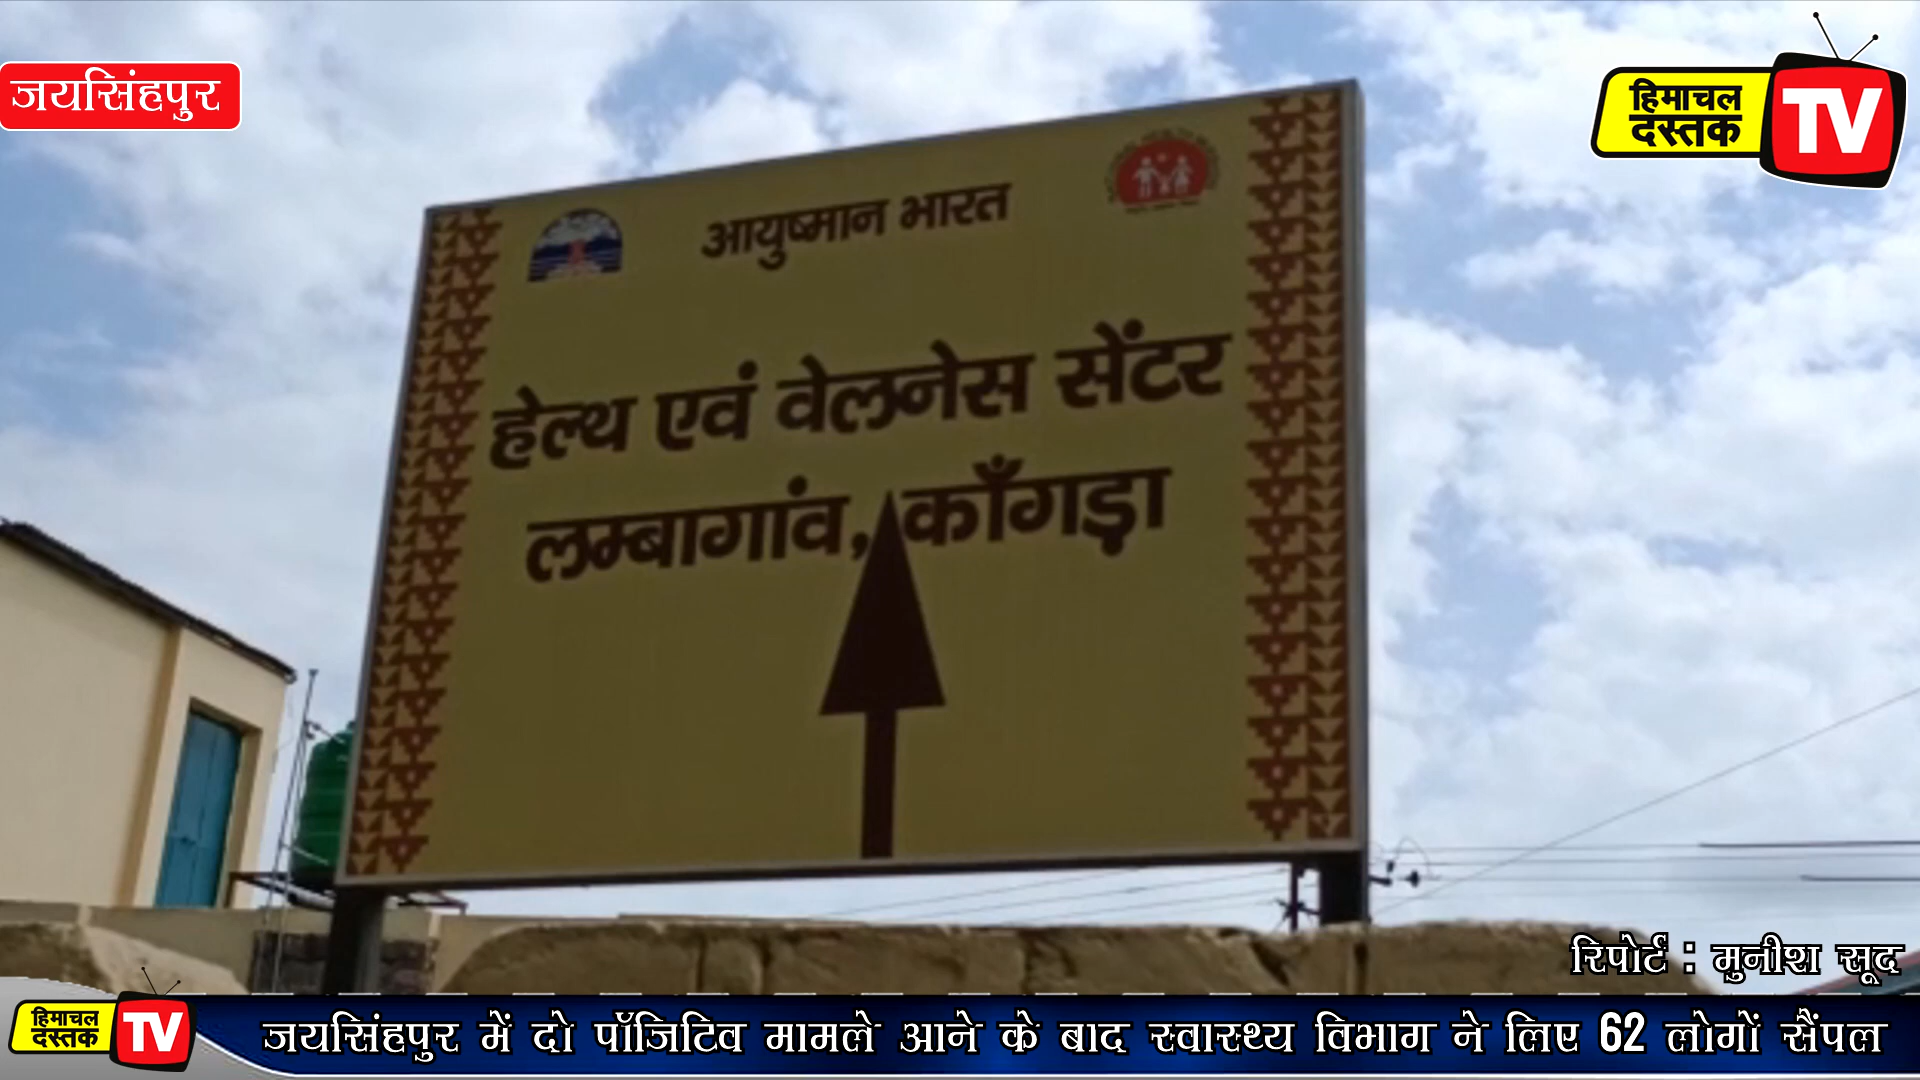 जयसिंहपुर
हिमाचल
दस्तक
TV
आयुष्मान भारत
हेल्थ एवं वेलनेस सेंटर
लम्बागांव, काँगड़ा
रिपोर्ट : मुनीश सूद
हिमाचल
दस्तक
TV
जयसिंहपुर में दो पॉजिटिव मामले आने के बाद स्वास्थ्य विभाग ने लिए 62 लोगों सैंपल